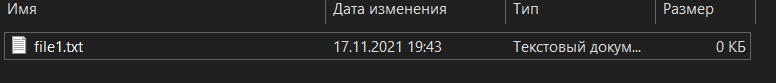 Имя Дата изменения Тип Размер
file1.txt 17.11.2021 19:43 Текстовый докум... 0 КБ